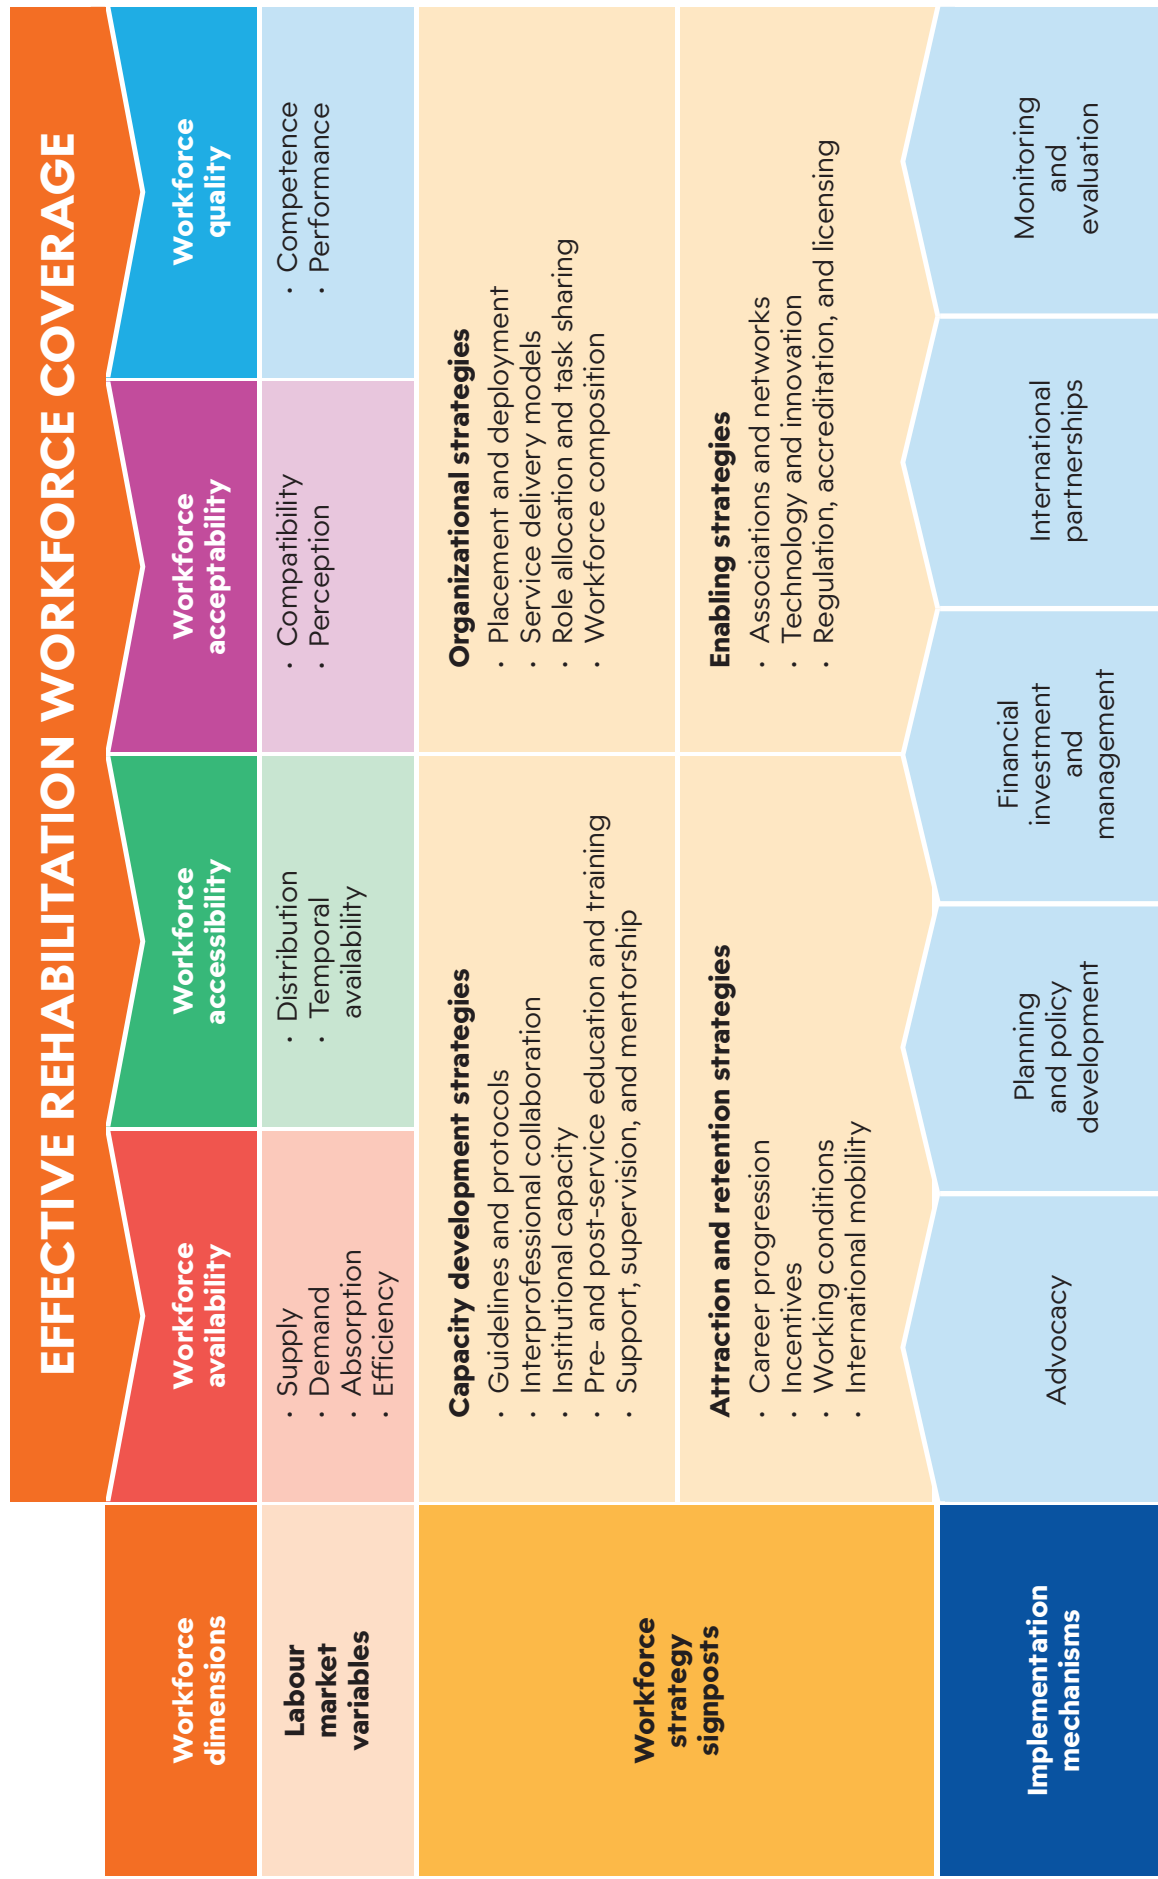 EFFECTIVE REHABILITATION WORKFORCE COVERAGE
Workforce
dimensions
Workforce
availability
Workforce
accessibility
Workforce
acceptability
Workforce
quality
Labour
market
variables
· Supply
· Demand
· Absorption
· Efficiency
· Distribution
· Temporal
availability
· Compatibility
· Perception
· Competence
· Performance
Workforce
strategy
signposts
Capacity development strategies
· Guidelines and protocols
· Interprofessional collaboration
· Institutional capacity
· Pre- and post-service education and training
· Support, supervision, and mentorship
Organizational strategies
· Placement and deployment
· Service delivery models
· Role allocation and task sharing
· Workforce composition
Attraction and retention strategies
· Career progression
· Incentives
· Working conditions
· International mobility
Enabling strategies
· Associations and networks
· Technology and innovation
· Regulation, accreditation, and licensing
Implementation
mechanisms
Advocacy
Planning
and policy
development
Financial
investment
and
management
International
partnerships
Monitoring
and
evaluation